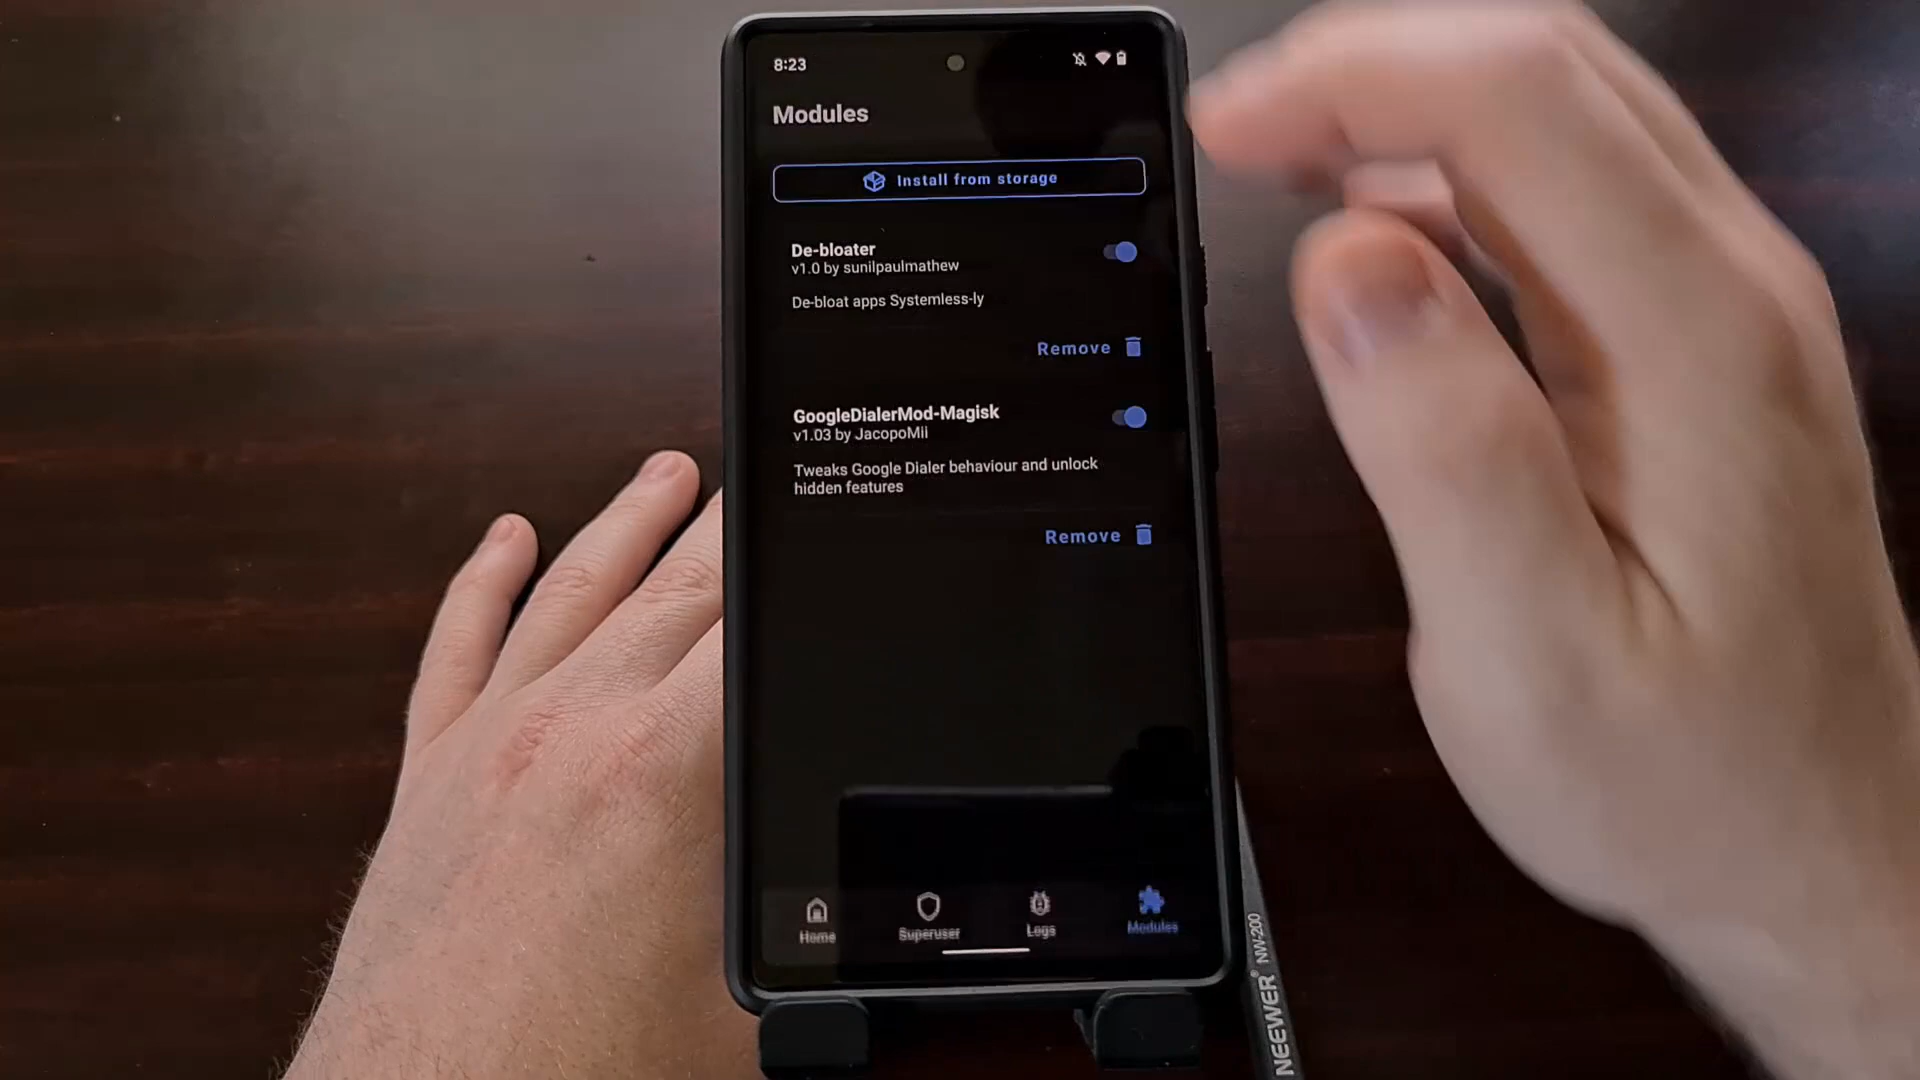 8:23
Modules
Install from storage
De-bloater
v1.0 by sunilpaulmathew
De-bloat apps Systemless-ly
Remove
GoogleDialerMod-Magisk
v1.03 by JacopoMii
Tweaks Google Dialer behaviour and unlock
hidden features
Remove
Home
Superuser
Logs
Modules
NEEWER® NW-200